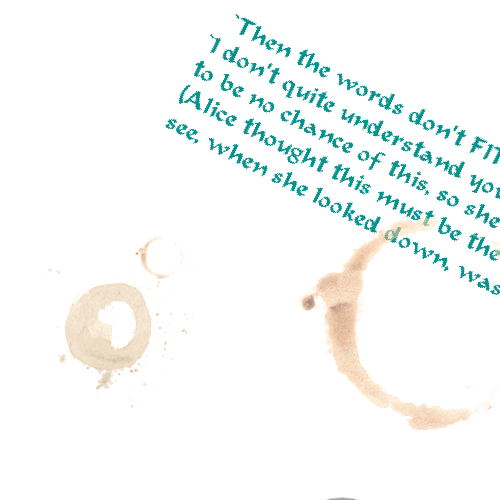 `Then the words don't FIT
`I don't quite understand you
to be no chance of this, so she
(Alice thought this must be the
see, when she looked down, was